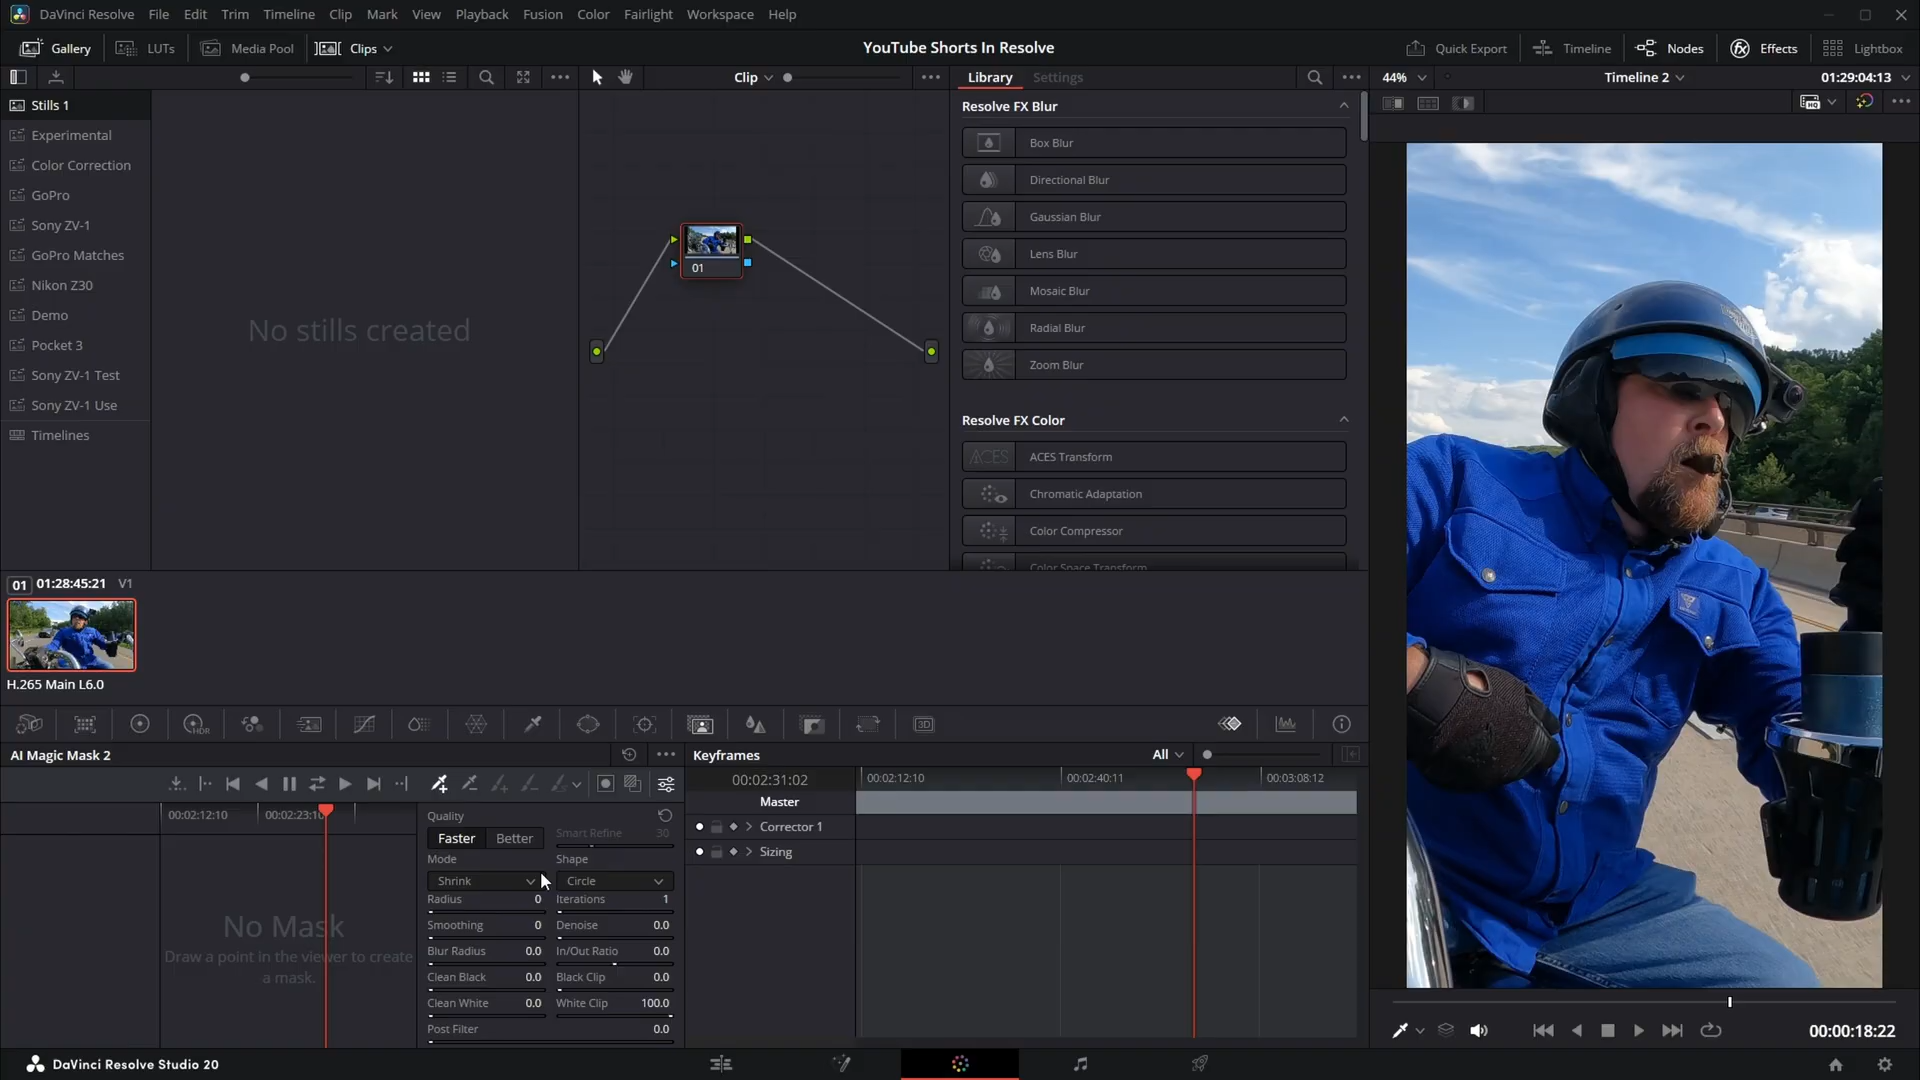 DaVinci Resolve File Edit Trim Timeline Clip Mark View Playback Fusion Color Fairlight Workspace Help
Gallery LUTs Media Pool Clips YouTube Shorts In Resolve Quick Export Timeline Nodes Effects Lightbox
Clip Library Settings 44% Timeline 2 01:29:04:13
Stills 1
Experimental
Color Correction
GoPro
Sony ZV-1
GoPro Matches
Nikon Z30
Demo
Pocket 3
Sony ZV-1 Test
Sony ZV-1 Use
Timelines
No stills created
01
Resolve FX Blur
Box Blur
Directional Blur
Gaussian Blur
Lens Blur
Mosaic Blur
Radial Blur
Zoom Blur
Resolve FX Color
ACES ACES Transform
Chromatic Adaptation
Color Compressor
Color Space Transform
HQ
01 01:28:45:21 V1
H.265 Main L6.0
HDR 3D
AI Magic Mask 2
00:02:12:10 00:02:23:10
No Mask
Draw a point in the viewer to create
a mask.
Quality
Faster Better Smart Refine 30
Mode Shape
Shrink Circle
Radius 0 Iterations 1
Smoothing 0 Denoise 0.0
Blur Radius 0.0 In/Out Ratio 0.0
Clean Black 0.0 Black Clip 0.0
Clean White 0.0 White Clip 100.0
Post Filter 0.0
Keyframes All
00:02:31:02 00:02:12:10 00:02:40:11 00:03:08:12
Master
Corrector 1
Sizing
00:00:18:22
DaVinci Resolve Studio 20